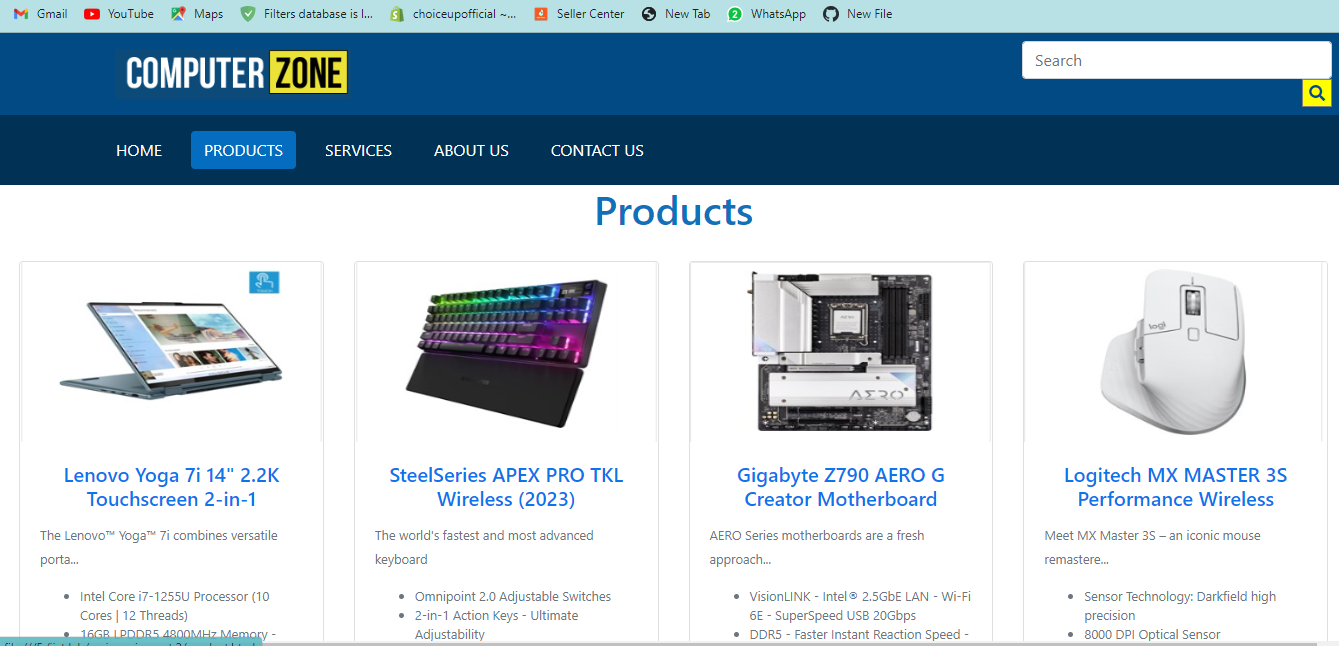 Gmail YouTube Maps Filters database is l... choiceupofficial ~... Seller Center New Tab WhatsApp New File
COMPUTER ZONE
Search
HOME PRODUCTS SERVICES ABOUT US CONTACT US
Products
Lenovo Yoga 7i 14" 2.2K
Touchscreen 2-in-1
The Lenovo™ Yoga™ 7i combines versatile
porta...
• Intel Core i7-1255U Processor (10
Cores | 12 Threads)
• 16GB LPDDR5 4800MHz Memory -
SteelSeries APEX PRO TKL
Wireless (2023)
The world's fastest and most advanced
keyboard
• Omnipoint 2.0 Adjustable Switches
• 2-in-1 Action Keys - Ultimate
Adjustability
AERO
Gigabyte Z790 AERO G
Creator Motherboard
AERO Series motherboards are a fresh
approach...
• VisionLINK - Intel® 2.5GbE LAN - Wi-Fi
6E - SuperSpeed USB 20Gbps
• DDR5 - Faster Instant Reaction Speed -
logi
Logitech MX MASTER 3S
Performance Wireless
Meet MX Master 3S – an iconic mouse
remastere...
• Sensor Technology: Darkfield high
precision
• 8000 DPI Optical Sensor